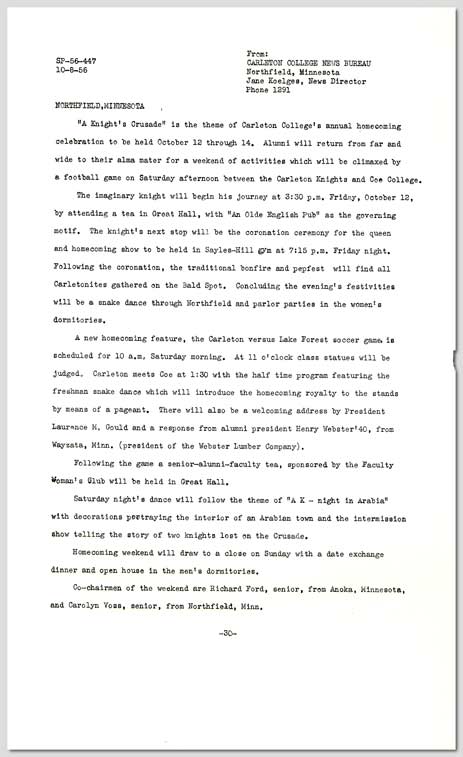 SP-56-447
10-8-56
From:
CARLETON COLLEGE NEWS BUREAU
Northfield, Minnesota
Jane Koelges, News Director
Phone 1291
NORTHFIELD,MINNESOTA
"A Knight's Crusade" is the theme of Carleton College's annual homecoming
celebration to be held October 12 through 14. Alumni will return from far and
wide to their alma mater for a weekend of activities which will be climaxed by
a football game on Saturday afternoon between the Carleton Knights and Coe College.
The imaginary knight will begin his journey at 3:30 p.m. Friday, October 12,
by attending a tea in Great Hall, with "An Olde English Pub" as the governing
motif. The knight's next stop will be the coronation ceremony for the queen
and homecoming show to be held in Sayles-Hill gym at 7:15 p.m. Friday night.
Following the coronation, the traditional bonfire and pepfest will find all
Carletonites gathered on the Bald Spot. Concluding the evening's festivities
will be a snake dance through Northfield and parlor parties in the women's
dormitories.
A new homecoming feature, the Carleton versus Lake Forest soccer game is
scheduled for 10 a.m. Saturday morning. At 11 o'clock class statues will be
judged. Carleton meets Coe at 1:30 with the half time program featuring the
freshman snake dance which will introduce the homecoming royalty to the stands
by means of a pageant. There will also be a welcoming address by President
Laurence M. Gould and a response from alumni president Henry Webster'40, from
Wayzata, Minn. (president of the Webster Lumber Company).
Following the game a senior-alumni-faculty tea, sponsored by the Faculty
Woman's Club will be held in Great Hall.
Saturday night's dance will follow the theme of "A K - night in Arabia"
with decorations portraying the interior of an Arabian town and the intermission
show telling the story of two knights lost on the Crusade.
Homecoming weekend will draw to a close on Sunday with a date exchange
dinner and open house in the men's dormitories.
Co-chairmen of the weekend are Richard Ford, senior, from Anoka, Minnesota,
and Carolyn Voss, senior, from Northfield, Minn.
-30-